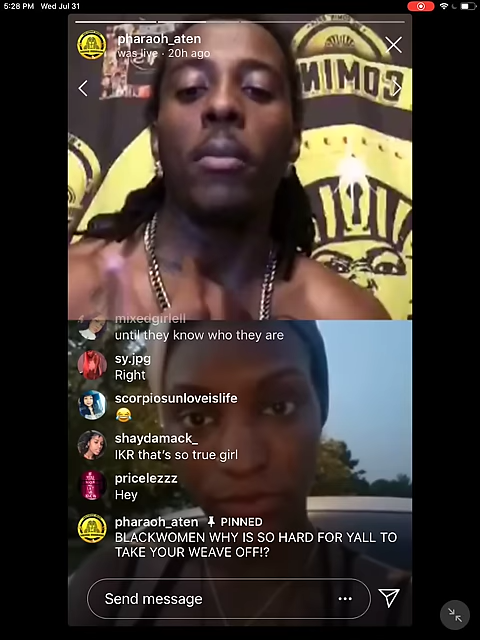 5:28 PM Wed Jul 31
pharaoh_aten
was live · 20h ago
COMIN
mixedgirlell
until they know who they are
sy.jpg
Right
scorpiosunloveislife
😂
shaydamack_
IKR that's so true girl
pricelezzz
Hey
pharaoh_aten PINNED
BLACKWOMEN WHY IS SO HARD FOR YALL TO
TAKE YOUR WEAVE OFF!?
Send message